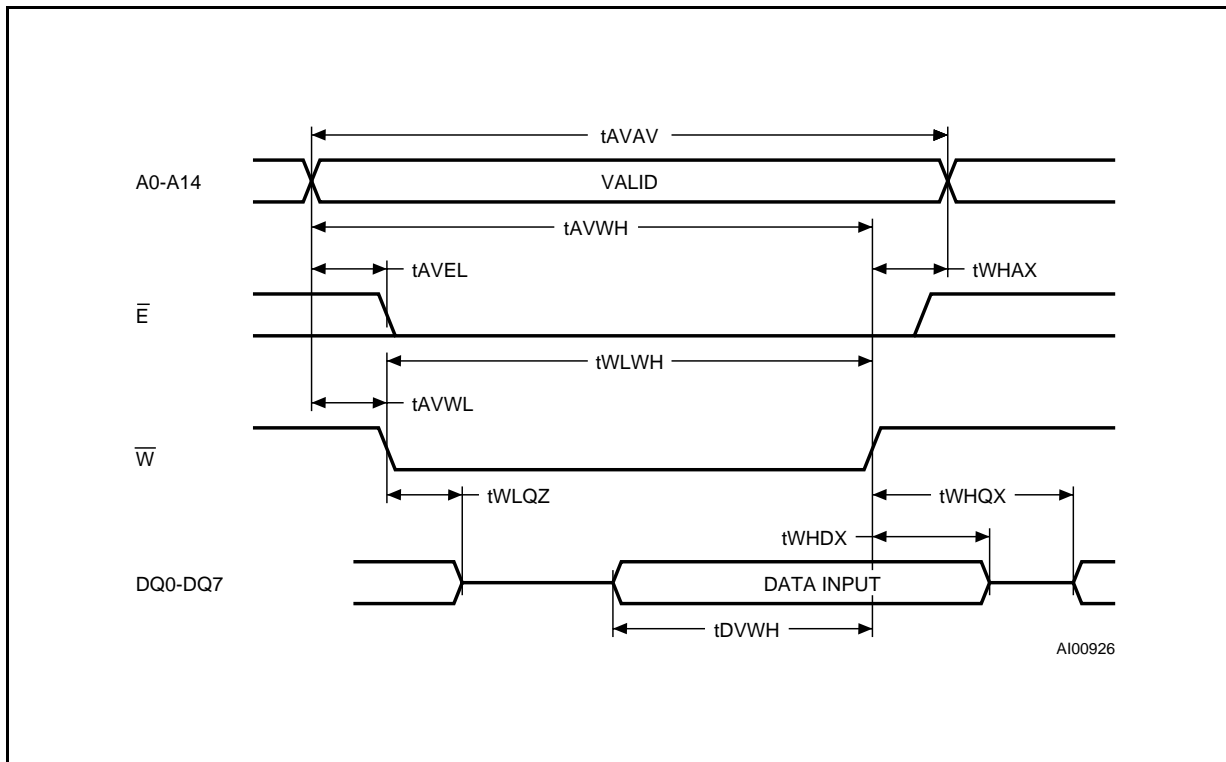 tAVAV
A0-A14 VALID
tAVWH
tAVEL tWHAX
E̅
tWLWH
tAVWL
W̅
tWLQZ tWHQX
tWHDX
DQ0-DQ7 DATA INPUT
tDVWH
AI00926